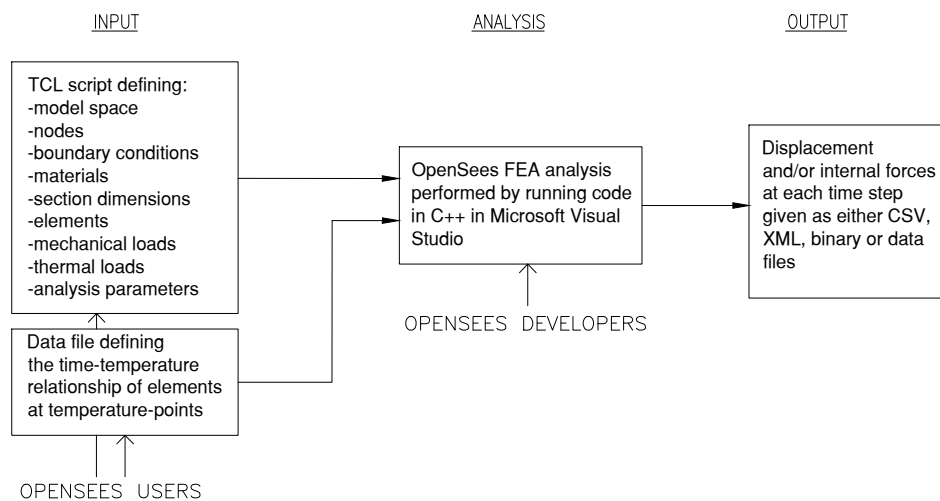 INPUT
ANALYSIS
OUTPUT
TCL script defining:
-model space
-nodes
-boundary conditions
-materials
-section dimensions
-elements
-mechanical loads
-thermal loads
-analysis parameters
Data file defining
the time-temperature
relationship of elements
at temperature-points
OPENSEES USERS
OpenSees FEA analysis
performed by running code
in C++ in Microsoft Visual
Studio
OPENSEES DEVELOPERS
Displacement
and/or internal forces
at each time step
given as either CSV,
XML, binary or data
files